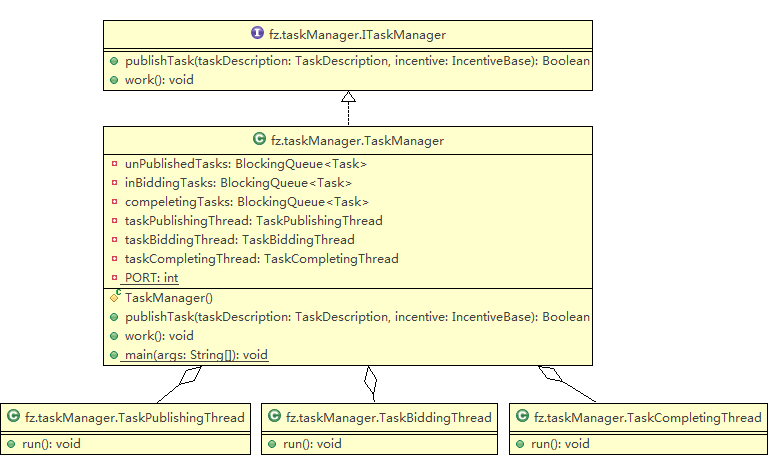 fz.taskManager.ITaskManager
publishTask(taskDescription: TaskDescription, incentive: IncentiveBase): Boolean
work(): void
fz.taskManager.TaskManager
unPublishedTasks: BlockingQueue<Task>
inBiddingTasks: BlockingQueue<Task>
compeletingTasks: BlockingQueue<Task>
taskPublishingThread: TaskPublishingThread
taskBiddingThread: TaskBiddingThread
taskCompletingThread: TaskCompletingThread
PORT: int
TaskManager()
publishTask(taskDescription: TaskDescription, incentive: IncentiveBase): Boolean
work(): void
main(args: String[]): void
fz.taskManager.TaskPublishingThread
run(): void
fz.taskManager.TaskBiddingThread
run(): void
fz.taskManager.TaskCompletingThread
run(): void